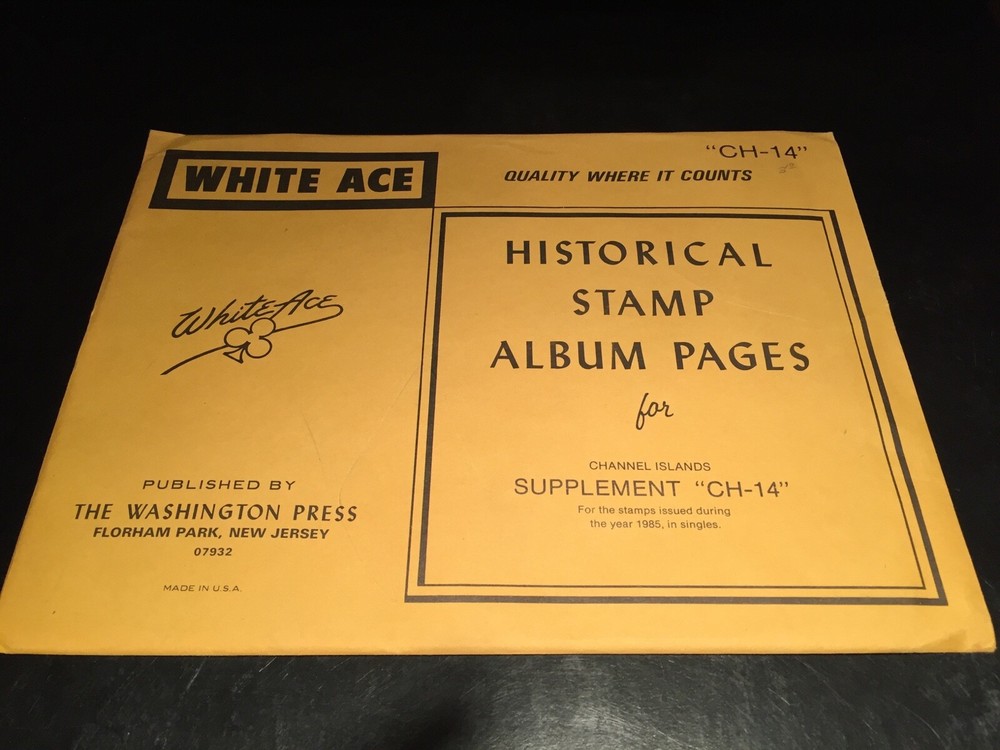 WHITE ACE
"CH-14"
QUALITY WHERE IT COUNTS
HISTORICAL
STAMP
ALBUM PAGES
for
CHANNEL ISLANDS
SUPPLEMENT "CH-14"
For the stamps issued during
the year 1985, in singles.
White Ace
PUBLISHED BY
THE WASHINGTON PRESS
FLORHAM PARK, NEW JERSEY
07932
MADE IN U.S.A.